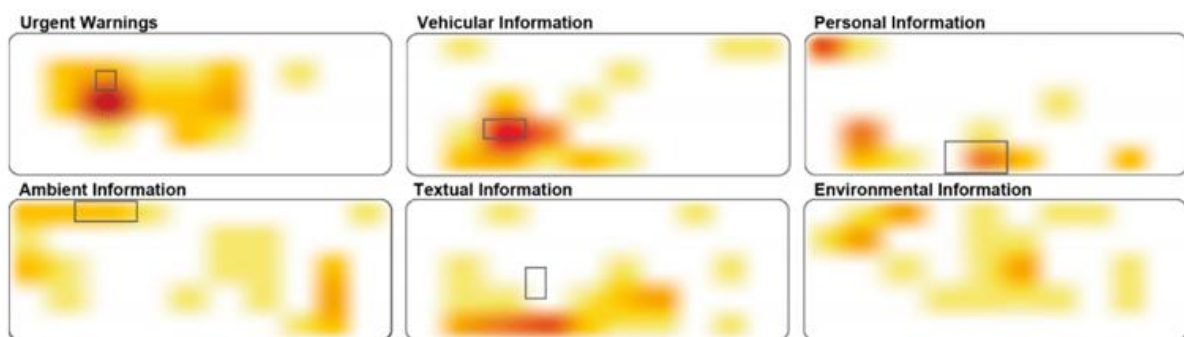 Urgent Warnings
Vehicular Information
Personal Information
Ambient Information
Textual Information
Environmental Information